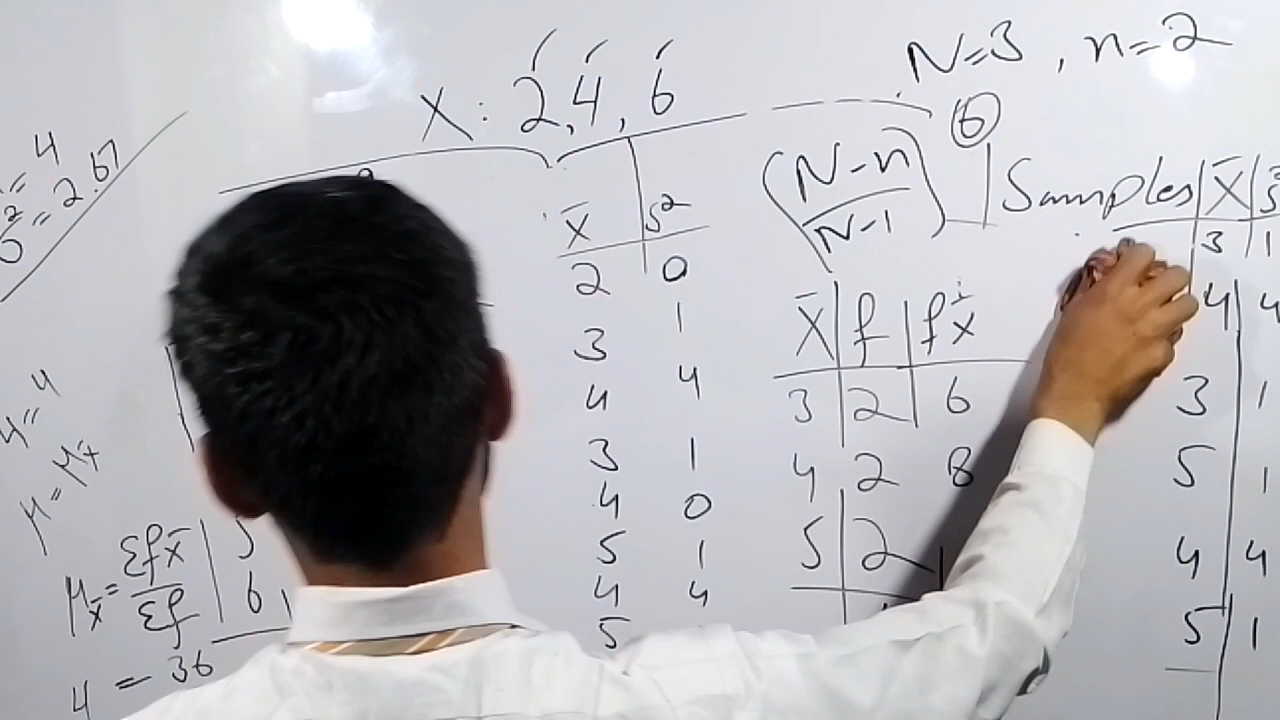 N=3 , n=2
X: 2,4,6
= 4
σ² = 2.67
X̄ | S²
2 0
3 1
4 4
3 1
4 0
5 1
4 4
5
(N-n / N-1)
6
Samples | X̄ | S²
3 | 1
4 | 4
3 | 1
5 | 1
4 | 4
5 | 1
X̄ | f | fx̄
3 | 2 | 6
4 | 2 | 8
5 | 2
4 = 4
μ = μx̄
μx̄ = Σfx̄ / Σf
5
6
4 = 36